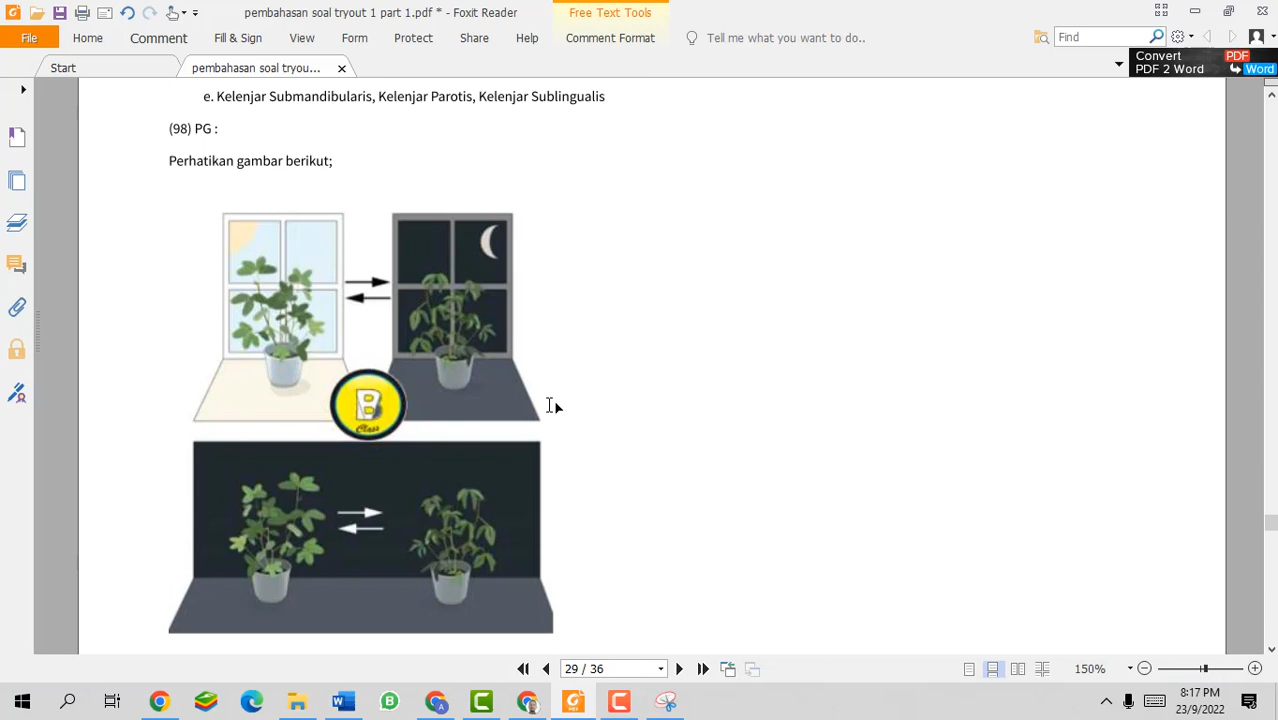 pembahasan soal tryout 1 part 1.pdf * - Foxit Reader
Free Text Tools
File Home Comment Fill & Sign View Form Protect Share Help Comment Format Tell me what you want to do.. Find
Start pembahasan soal tryou...
Convert PDF
PDF 2 Word Word
e. Kelenjar Submandibularis, Kelenjar Parotis, Kelenjar Sublingualis
(98) PG :
Perhatikan gambar berikut;
B
Class
29 / 36
150%
8:17 PM
23/9/2022